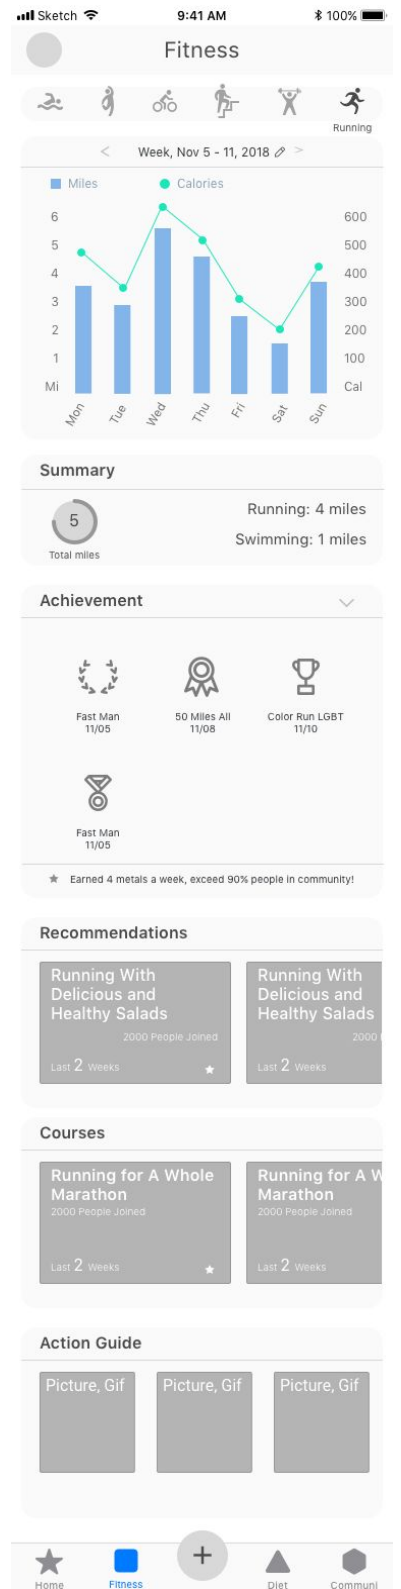 Sketch 9:41 AM 100%
Fitness
Running
< Week, Nov 5 - 11, 2018 >
Miles Calories
6 600
5 500
4 400
3 300
2 200
1 100
Mi Cal
Mon Tue Wed Thu Fri Sat Sun
Summary
5
Total miles
Running: 4 miles
Swimming: 1 miles
Achievement
Fast Man
11/05
50 Miles All
11/08
Color Run LGBT
11/10
Fast Man
11/05
Earned 4 metals a week, exceed 90% people in community!
Recommendations
Running With
Delicious and
Healthy Salads
2000 People Joined
Last 2 Weeks
Running With
Delicious and
Healthy Salads
2000
Last 2 Weeks
Courses
Running for A Whole
Marathon
2000 People Joined
Last 2 Weeks
Running for A W
Marathon
2000 People Joined
Last 2 Weeks
Action Guide
Picture, Gif Picture, Gif Picture, Gif
+
Home Fitness Diet Communi